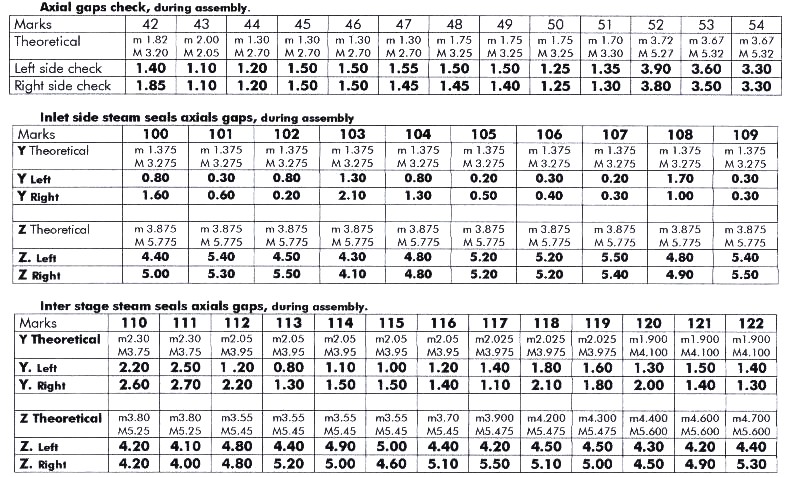 Axial gaps check, during assembly.
Marks 42 43 44 45 46 47 48 49 50 51 52 53 54
Theoretical m 1.82 m 2.00 m 1.30 m 1.30 m 1.30 m 1.30 m 1.75 m 1.75 m 1.75 m 1.70 m 3.72 m 3.67 m 3.67
M 3.20 M 2.05 M 2.70 M 2.70 M 2.70 M 2.70 M 3.25 M 3.25 M 3.25 M 3.30 M 5.27 M 5.32 M 5.32
Left side check 1.40 1.10 1.20 1.50 1.50 1.55 1.50 1.50 1.25 1.35 3.90 3.60 3.30
Right side check 1.85 1.10 1.20 1.50 1.50 1.45 1.45 1.40 1.25 1.30 3.80 3.50 3.30
Inlet side steam seals axials gaps, during assembly
Marks 100 101 102 103 104 105 106 107 108 109
Y Theoretical m 1.375 m 1.375 m 1.375 m 1.375 m 1.375 m 1.375 m 1.375 m 1.375 m 1.375 m 1.375
M 3.275 M 3.275 M 3.275 M 3.275 M 3.275 M 3.275 M 3.275 M 3.275 M 3.275 M 3.275
Y Left 0.80 0.30 0.80 1.30 0.80 0.20 0.30 0.20 1.70 0.30
Y Right 1.60 0.60 0.20 2.10 1.30 0.50 0.40 0.30 1.00 0.30
Z Theoretical m 3.875 m 3.875 m 3.875 m 3.875 m 3.875 m 3.875 m 3.875 m 3.875 m 3.875 m 3.875
M 5.775 M 5.775 M 5.775 M 5.775 M 5.775 M 5.775 M 5.775 M 5.775 M 5.775 M 5.775
Z. Left 4.40 5.40 4.50 4.30 4.80 5.20 5.20 5.50 4.80 5.40
Z Right 5.00 5.30 5.50 4.10 4.80 5.20 5.20 5.40 4.90 5.50
Inter stage steam seals axials gaps, during assembly.
Marks 110 111 112 113 114 115 116 117 118 119 120 121 122
Y Theoretical m2.30 m2.30 m2.05 m2.05 m2.05 m2.05 m2.05 m2.025 m2.025 m2.025 m1.900 m1.900 m1.900
M3.75 M3.75 M3.95 M3.95 M3.95 M3.95 M3.95 M3.975 M3.975 M3.975 M4.100 M4.100 M4.100
Y. Left 2.20 2.50 1 .20 0.80 1.10 1.00 1.20 1.40 1.80 1.60 1.30 1.50 1.40
Y. Right 2.60 2.70 2.20 1.30 1.50 1.50 1.40 1.10 2.10 1.80 2.00 1.40 1.30
Z Theoretical m3.80 m3.80 m3.55 m3.55 m3.55 m3.55 m3.70 m3.900 m4.200 m4.300 m4.400 m4.600 m4.700
M5.25 M5.25 M5.45 M5.45 M5.45 M5.45 M5.45 M5.475 M5.475 M5.475 M5.600 M5.600 M5.600
Z. Left 4.20 4.10 4.80 4.40 4.90 5.00 4.40 4.20 4.50 4.50 4.30 4.20 4.40
Z. Right 4.20 4.00 4.80 5.20 5.00 4.60 5.10 5.50 5.10 5.00 4.50 4.90 5.30